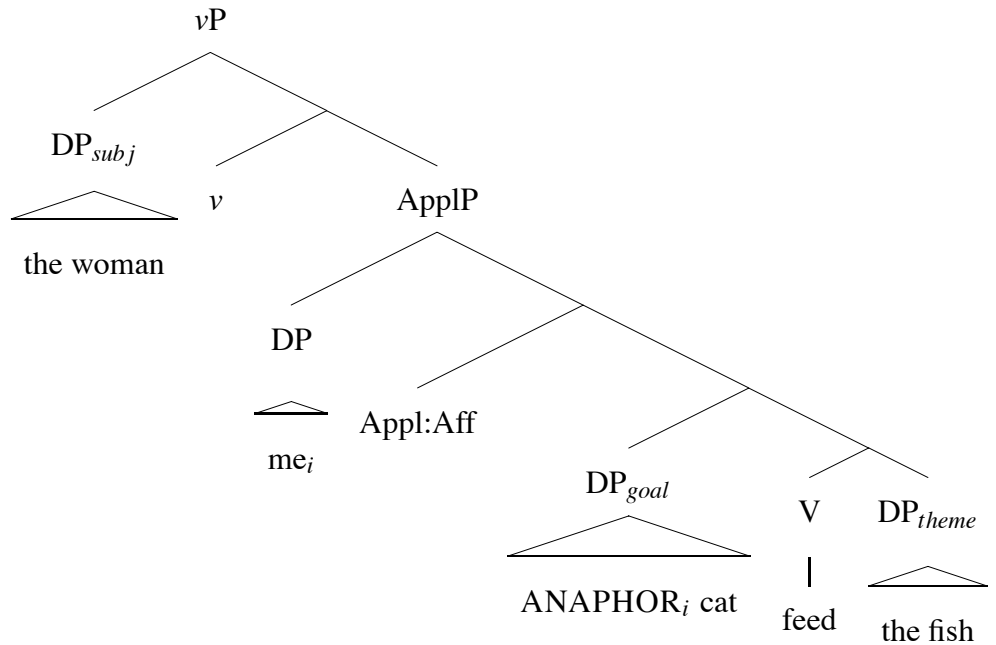 vP
DP_subj
v
ApplP
the woman
DP
Appl:Aff
me_i
DP_goal
V
DP_theme
ANAPHOR_i cat
feed
the fish